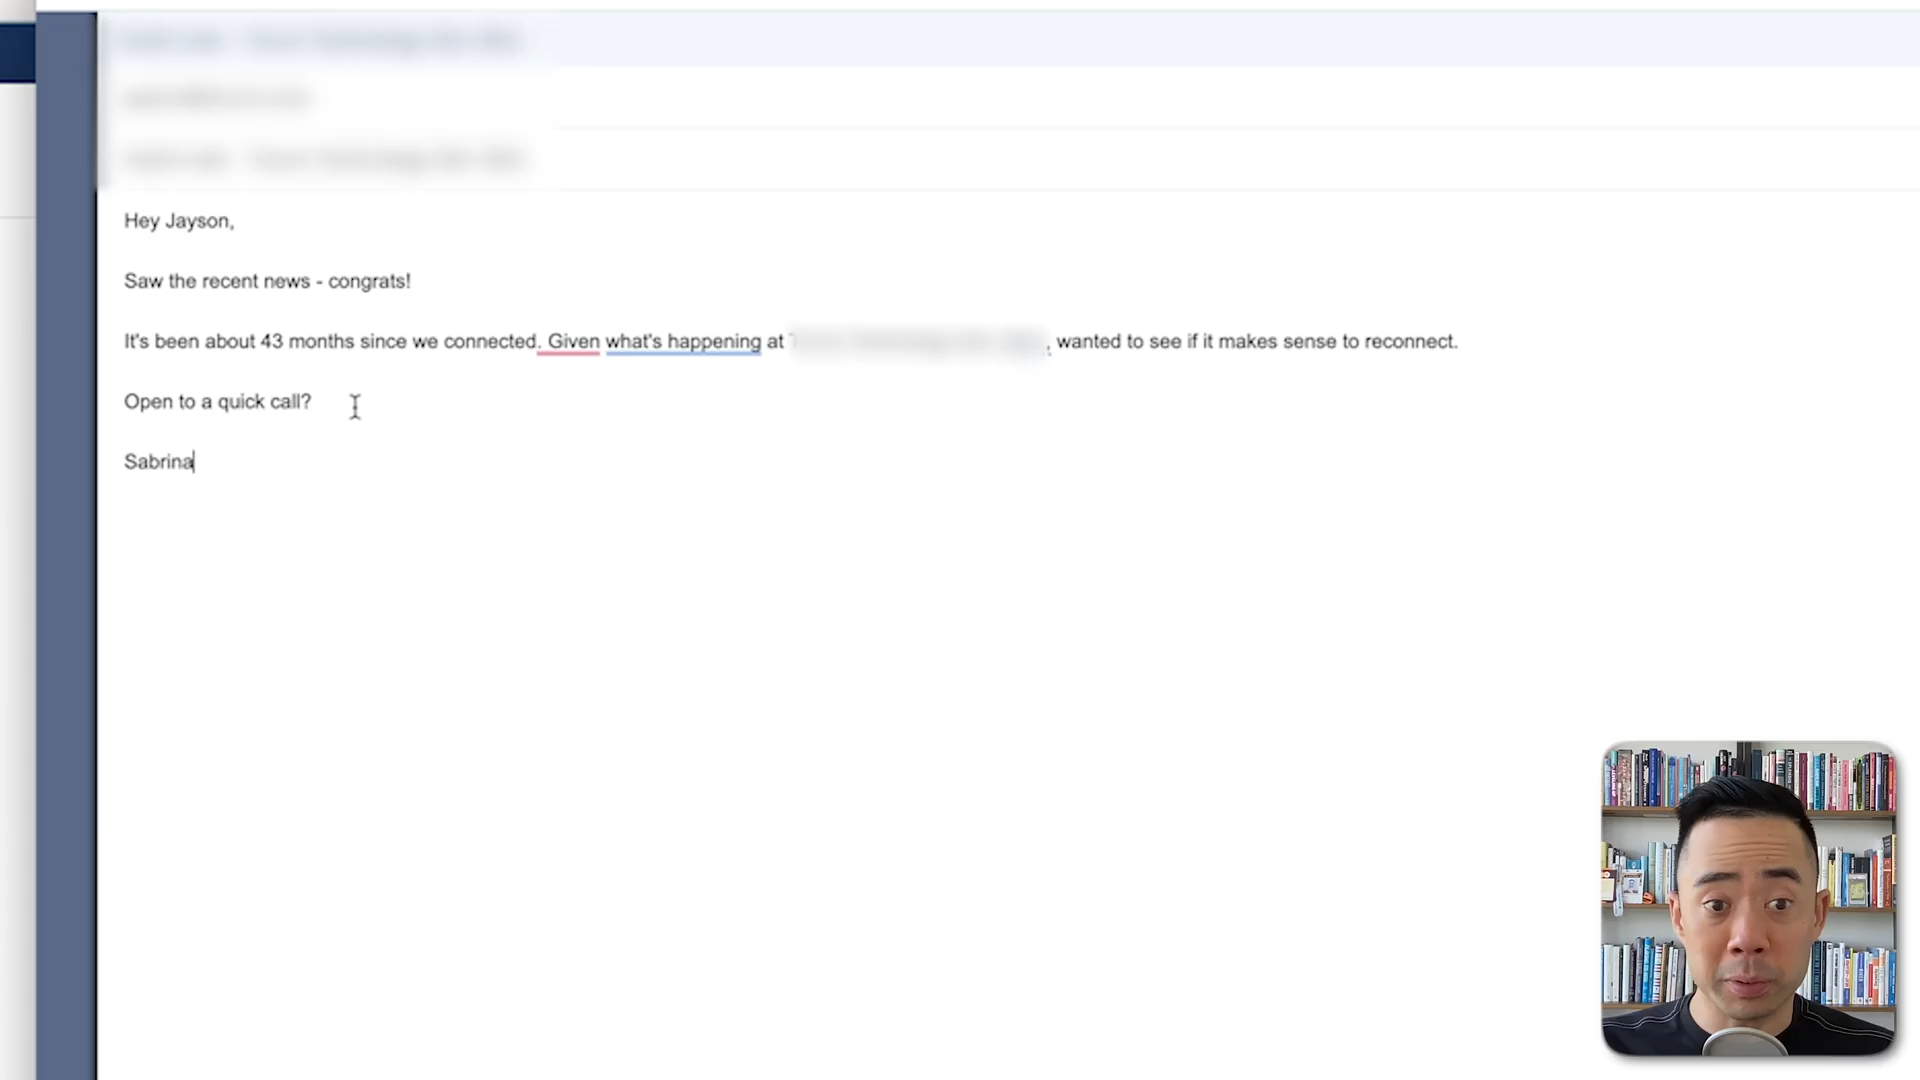 Hey Jayson,
Saw the recent news - congrats!
It's been about 43 months since we connected. Given what's happening at , wanted to see if it makes sense to reconnect.
Open to a quick call?
Sabrina